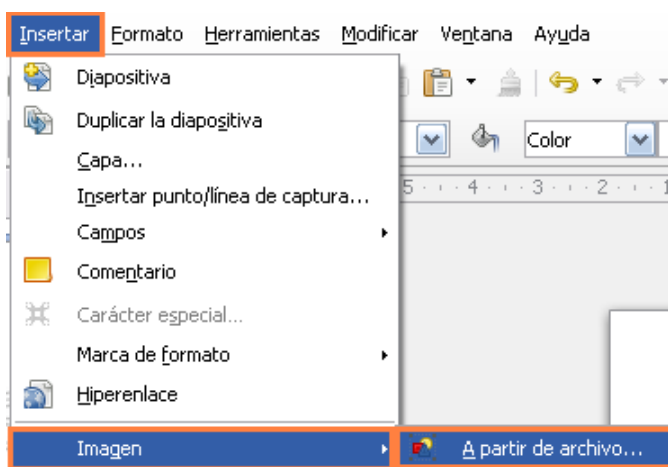 Insertar Formato Herramientas Modificar Ventana Ayuda
Diapositiva
Duplicar la diapositiva
Color
Capa...
Insertar punto/línea de captura...
5 4 3 2 1
Campos
Comentario
Carácter especial...
Marca de formato
Hiperenlace
Imagen A partir de archivo...